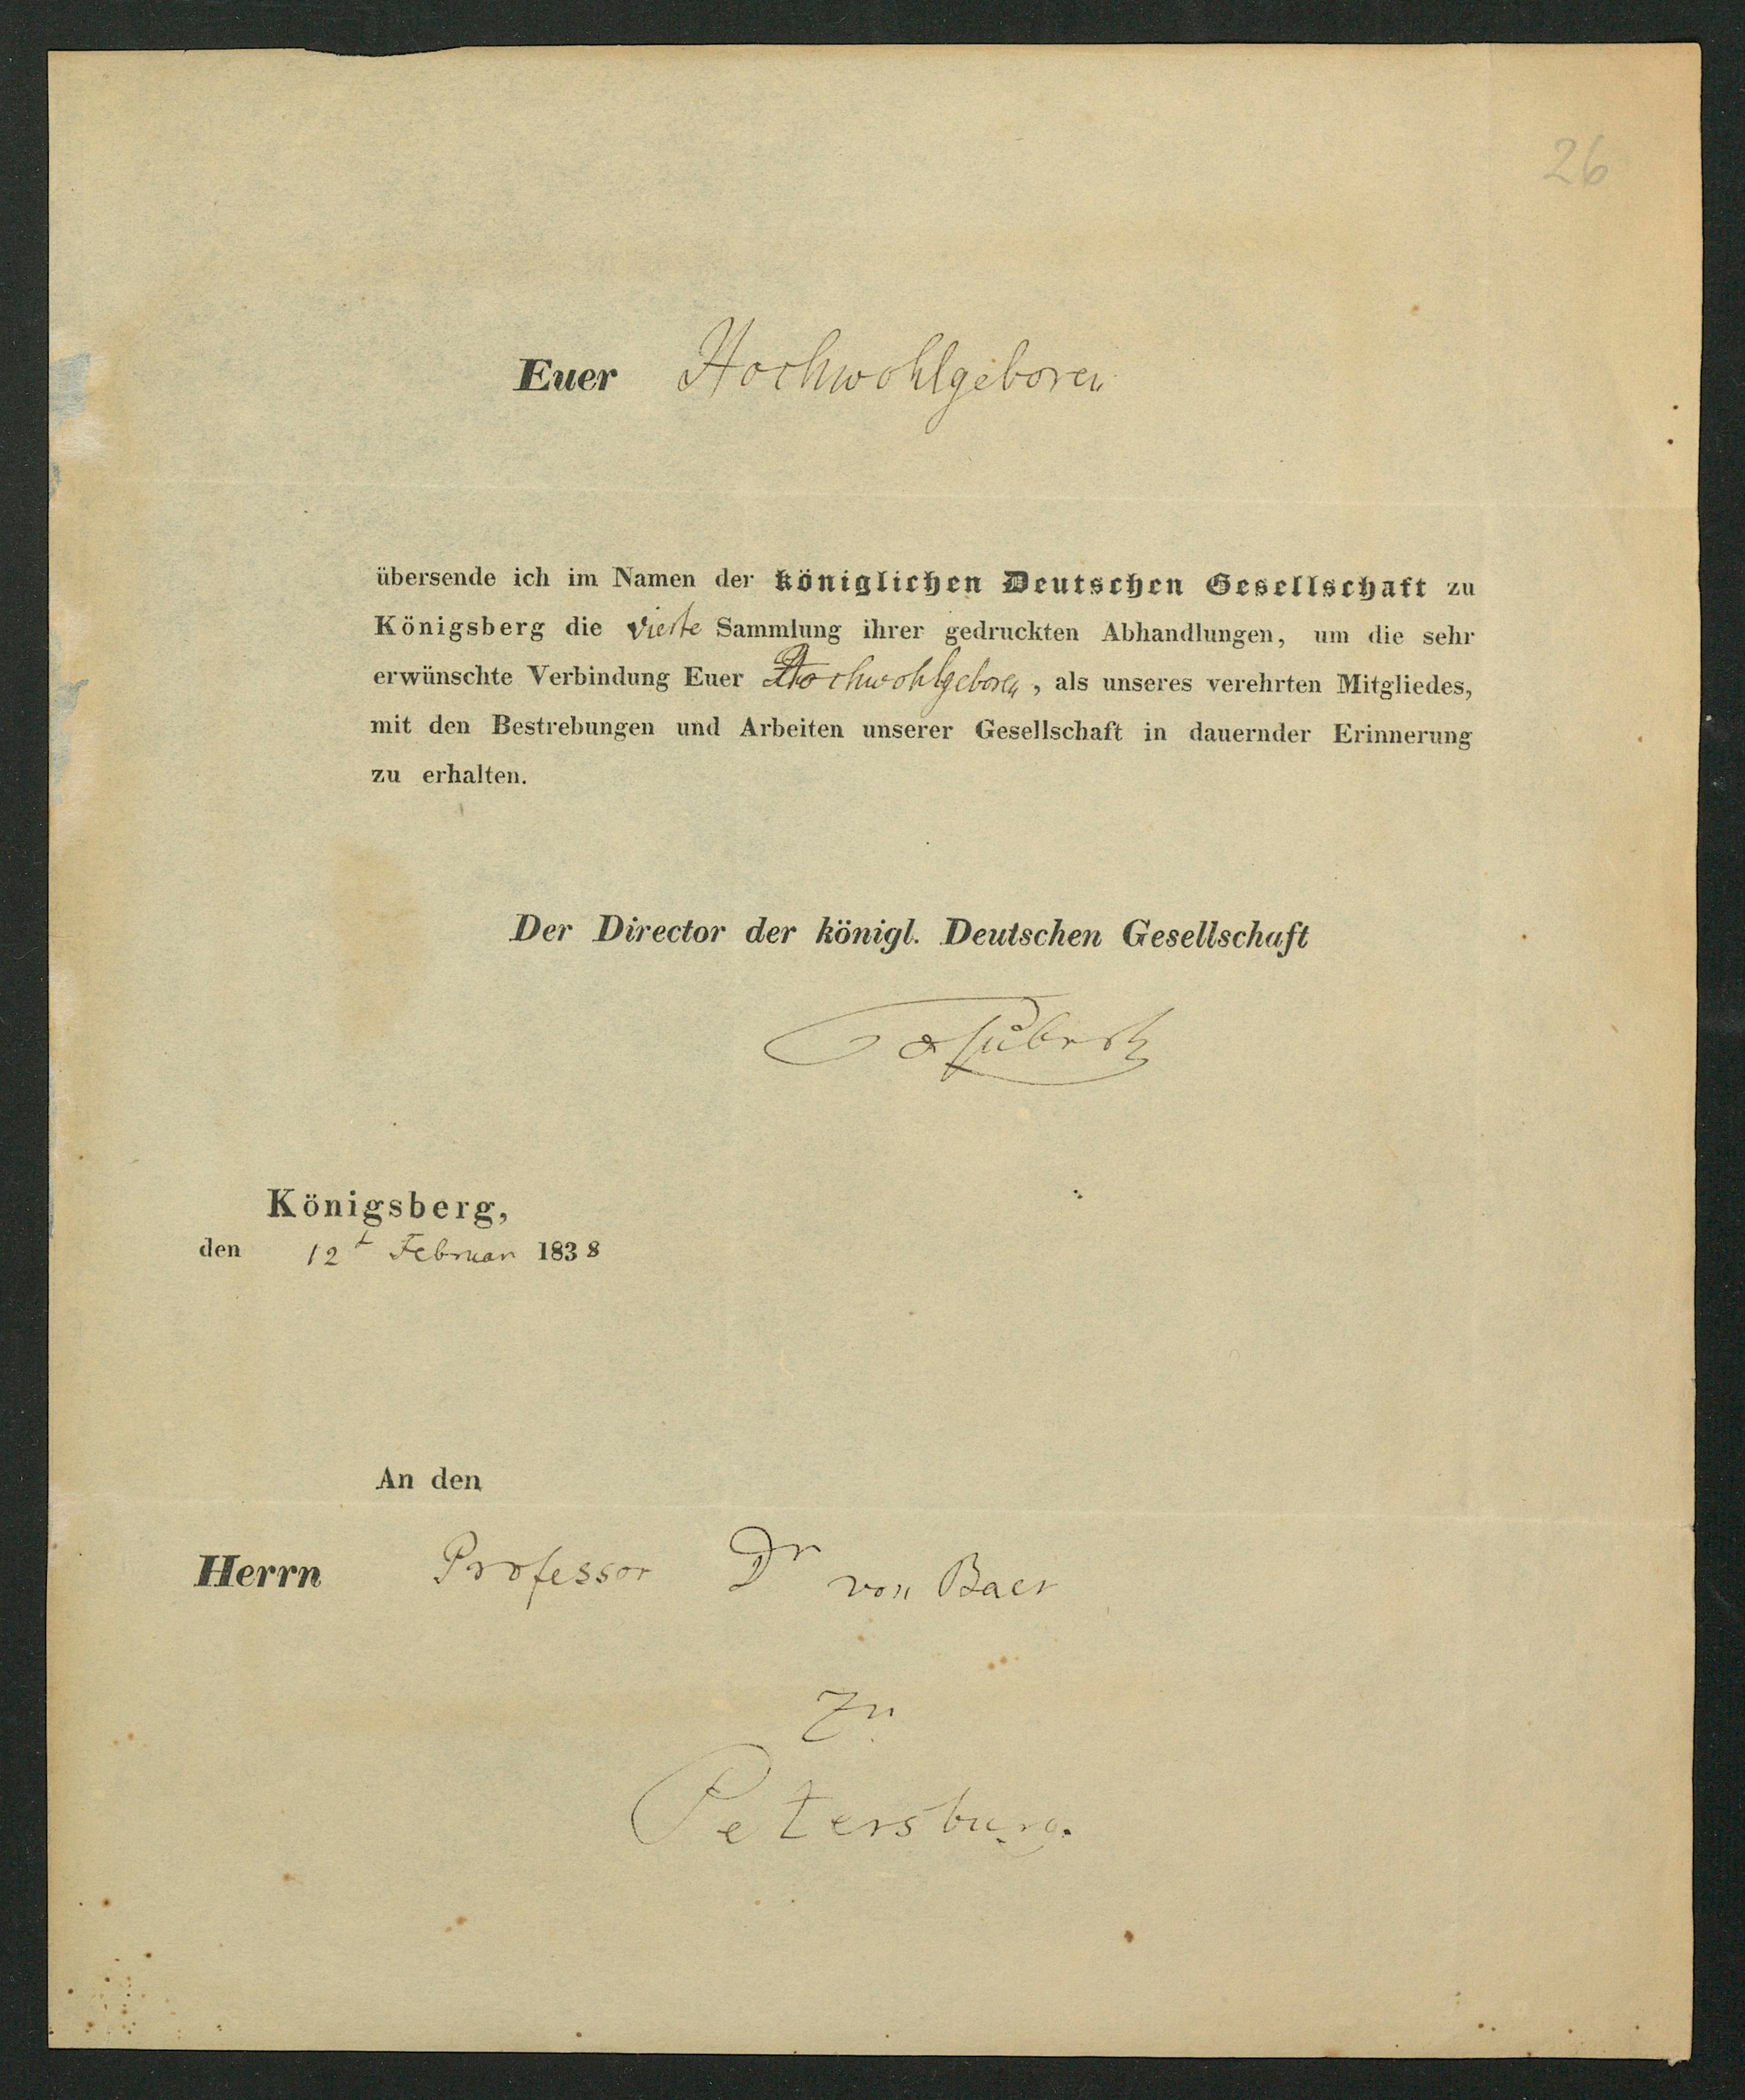 26
Euer Hochwohlgeboren
übersende ich im Namen der königlichen Deutschen Gesellschaft zu
Königsberg die vierte Sammlung ihrer gedruckten Abhandlungen, um die sehr
erwünschte Verbindung Euer Hochwohlgeboren, als unseres verehrten Mitgliedes,
mit den Bestrebungen und Arbeiten unserer Gesellschaft in dauernder Erinnerung
zu erhalten.
Der Director der königl. Deutschen Gesellschaft
Schubert
Königsberg,
den 12t Februar 1838
An den
Herrn Professor Dr von Baer
zu
Petersburg.